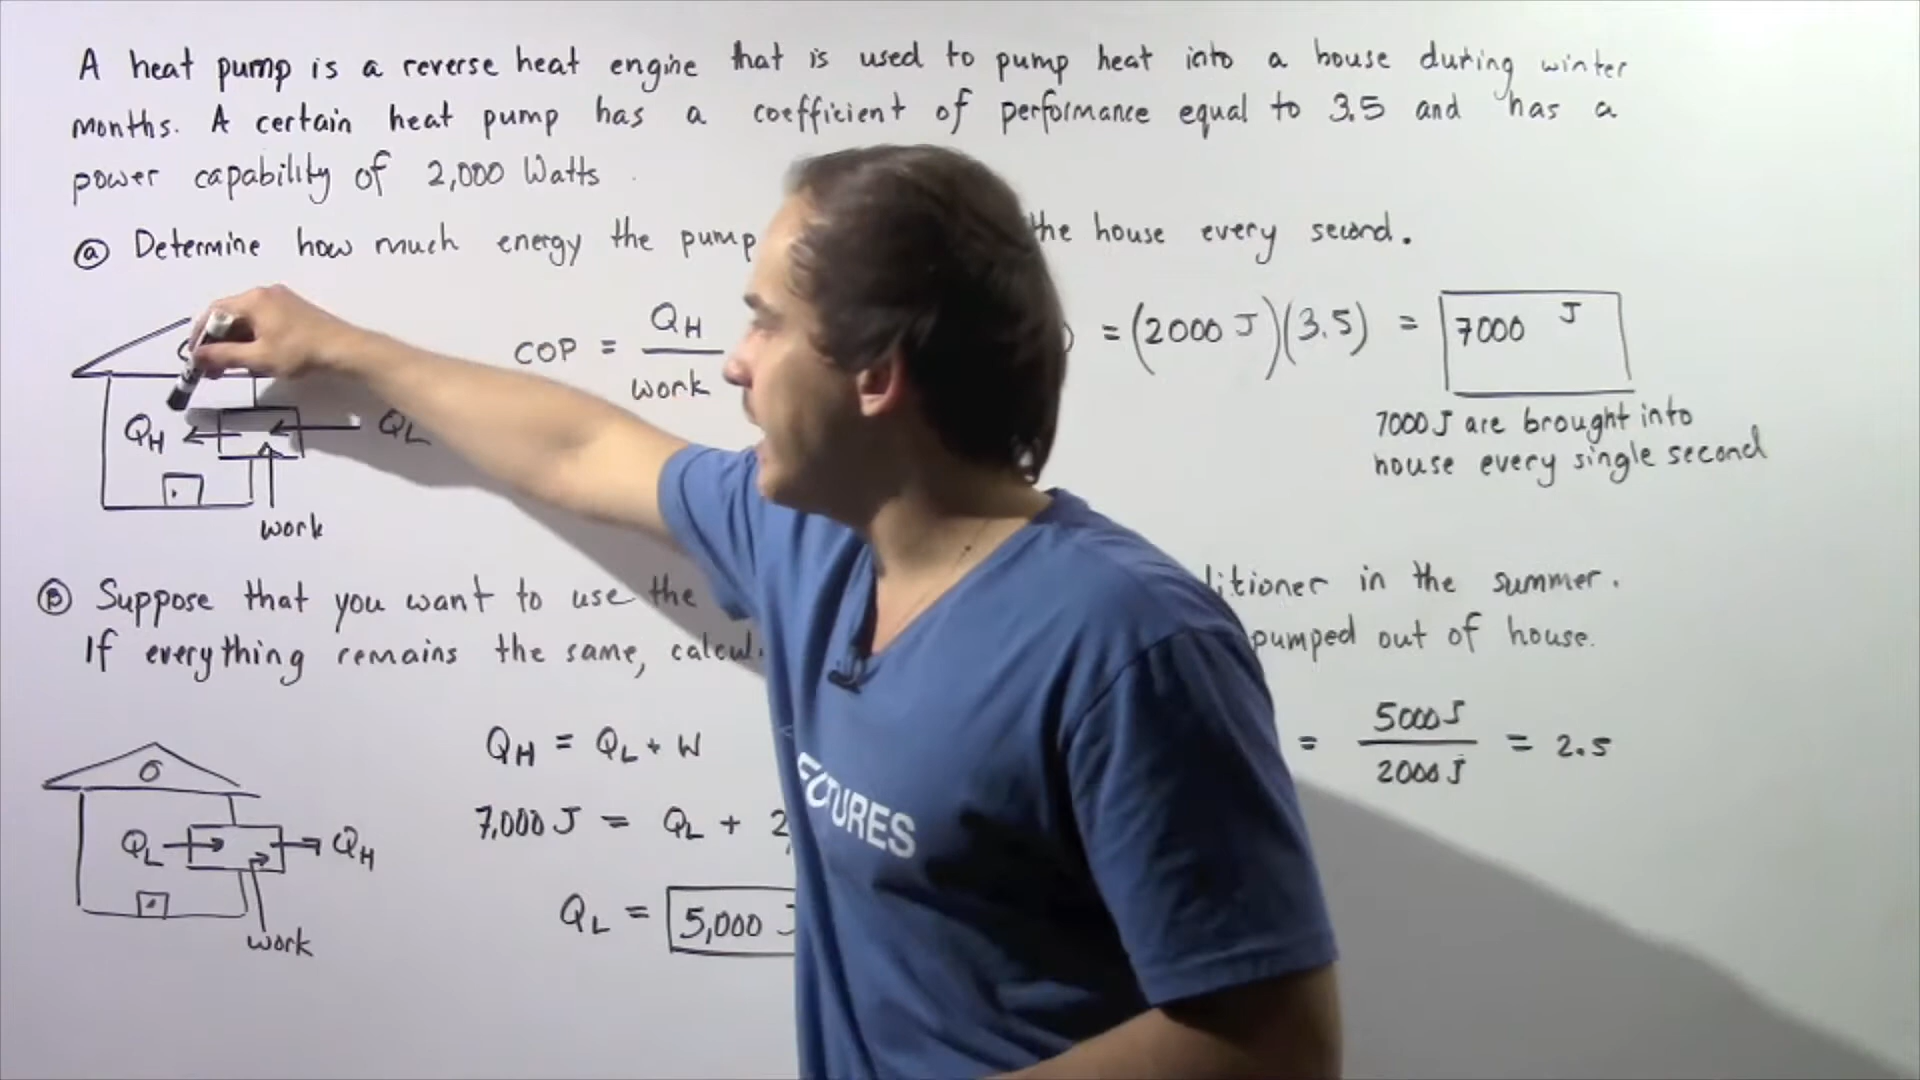 A heat pump is a reverse heat engine that is used to pump heat into a house during winter
months. A certain heat pump has a coefficient of performance equal to 3.5 and has a
power capability of 2,000 Watts
Ⓐ Determine how much energy the pump the house every second.
COP = QH / work = (2000 J)(3.5) = 7000 J
7000 J are brought into
house every single second
QH QL
work
Ⓑ Suppose that you want to use the in the summer.
If everything remains the same, pumped out of house.
QH = QL + W = 5000 J / 2000 J = 2.5
7,000 J = QL +
QL = 5,000 J
QL QH
work